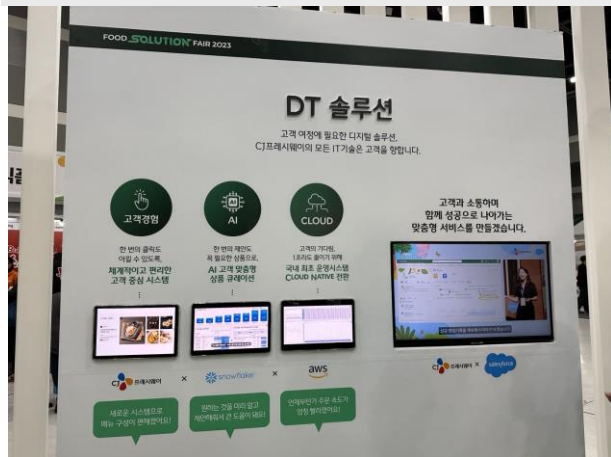 FOOD SOLUTION FAIR 2023
DT 솔루션
고객 여정에 필요한 디지털 솔루션,
CJ프레시웨이의 모든 IT기술은 고객을 향합니다.
고객경험
한 번의 클릭도
아낄 수 있도록,
체계적이고 편리한
고객 중심 시스템
AI
AI
한 번의 제안도
꼭 필요한 상품으로,
AI 고객 맞춤형
상품 큐레이션
CLOUD
고객의 기다림,
1초라도 줄이기 위해
국내 최초 운영시스템
CLOUD NATIVE 전환
고객과 소통하며
함께 성공으로 나아가는
맞춤형 서비스를 만들겠습니다.
CJ 프레시웨이 × snowflake × aws
CJ 프레시웨이 × salesforce
새로운 시스템으로
메뉴 구성이 편해졌어요!
원하는 것을 미리 알고
제안해줘서 큰 도움이 돼요!
언제부턴가 주문 속도가
엄청 빨라졌어요!